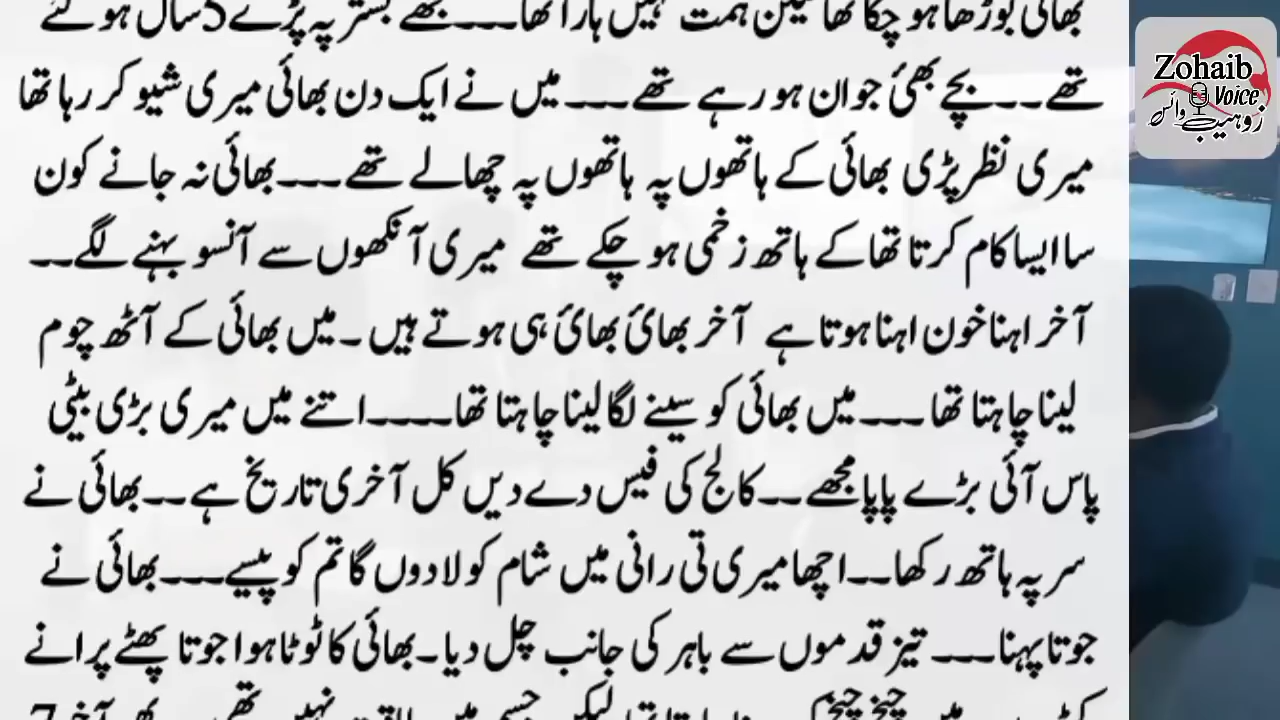 بھائی بوڑھا ہو چکا تھا لیکن ہمت نہیں ہارا تھا۔۔۔۔مجھے بستر پہ پڑے 5 سال ہو گئے
تھے۔۔۔بچے بھئ جوان ہو رہے تھے۔۔۔۔ میں نے ایک دن بھائی میری شیو کر رہا تھا
میری نظر پڑی بھائی کے ہاتھوں پہ ہاتھوں پہ چھالے تھے۔۔۔۔بھائی نہ جانے کون
سا ایسا کام کرتا تھا کے ہاتھ زخمی ہو چکے تھے میری آنکھوں سے آنسو بہنے لگے۔۔
آخر اہنا خون اہنا ہوتا ہے آخر بھائ بھائ ہی ہوتے ہیں۔میں بھائی کے آٹھ چوم
لینا چاہتا تھا۔۔۔۔میں بھائی کو سینے لگا لینا چاہتا تھا۔۔۔۔۔اتنے میں میری بڑی بیٹی
پاس آئی بڑے پاپا مجھے۔۔۔کالج کی فیس دے دیں کل آخری تاریخ ہے۔۔بھائی نے
سر پہ ہاتھ رکھا۔۔۔اچھا میری تی رانی میں شام کو لا دوں گا تم کو پیسے۔۔۔۔بھائی نے
جوتا پہنا۔۔۔۔ تیز قدموں سے باہر کی جانب چل دیا۔بھائی کا ٹوٹا ہوا جوتا پھٹے پرانے
Zohaib
Voice
زوہیب وائس